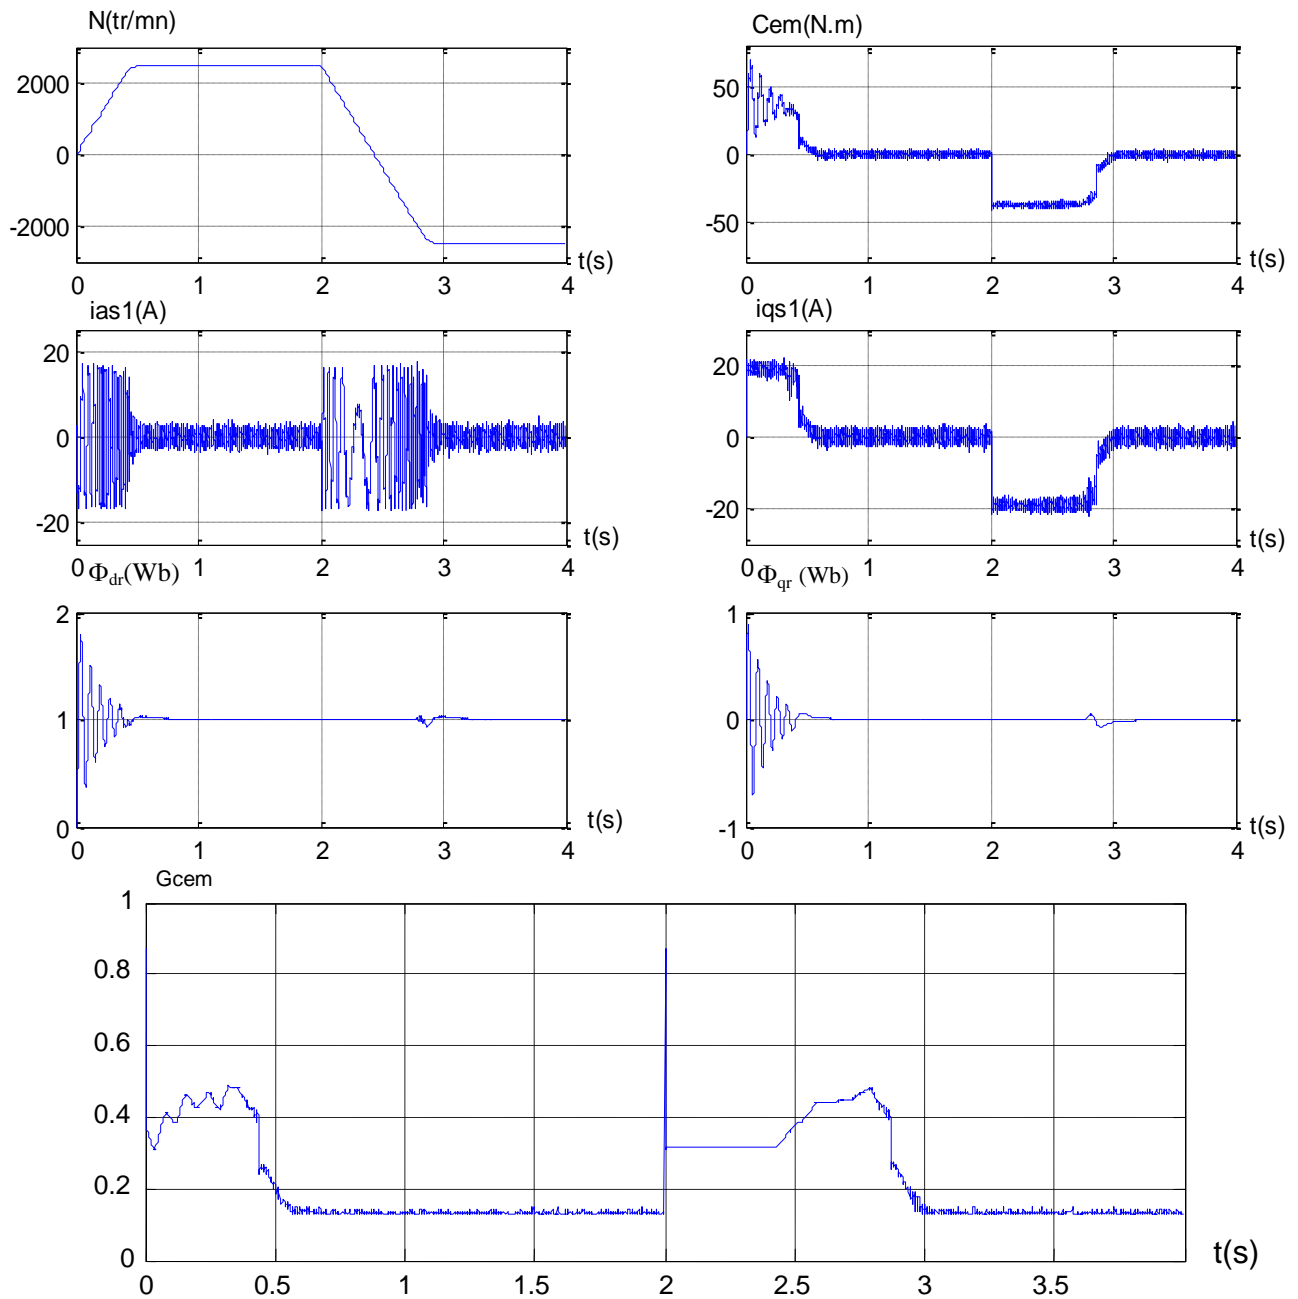 N(tr/mn)
2000
0
-2000
0 1 2 3 4
t(s)
Cem(N.m)
50
0
-50
0 1 2 3 4
t(s)
ias1(A)
20
0
-20
0 1 2 3 4
t(s)
iqs1(A)
20
0
-20
0 1 2 3 4
t(s)
Φdr(Wb)
2
1
0
0 1 2 3 4
t(s)
Φqr (Wb)
1
0
-1
0 1 2 3 4
t(s)
Gcem
1
0.8
0.6
0.4
0.2
0
0 0.5 1 1.5 2 2.5 3 3.5
t(s)